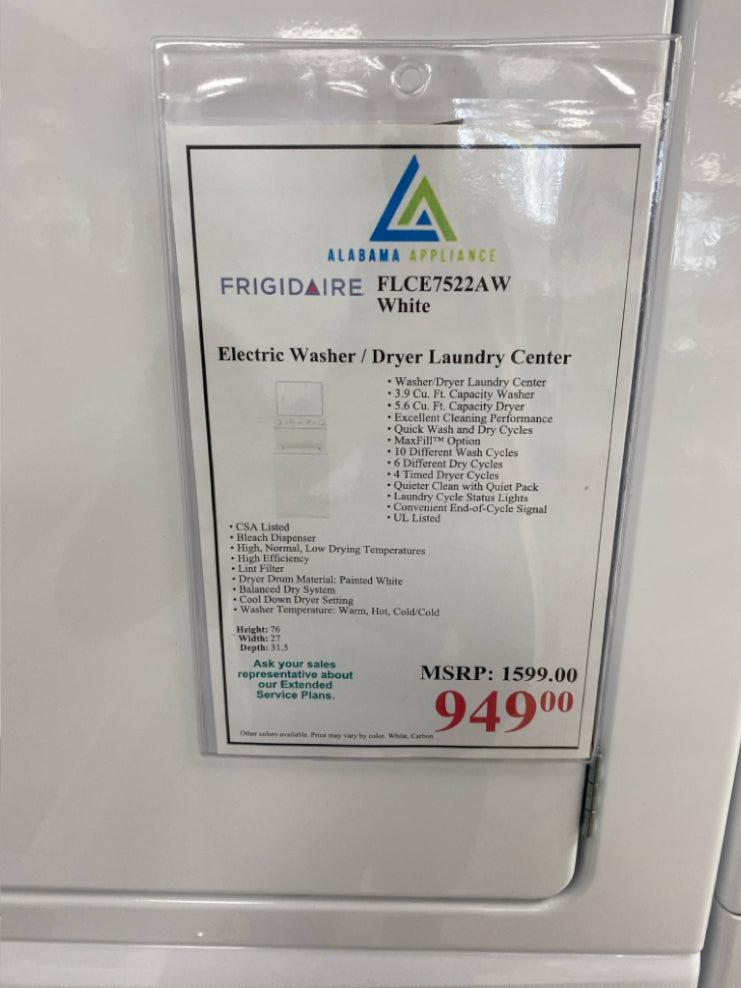 ALABAMA APPLIANCE
FRIGIDAIRE FLCE7522AW
White
Electric Washer / Dryer Laundry Center
• Washer/Dryer Laundry Center
• 3.9 Cu. Ft. Capacity Washer
• 5.6 Cu. Ft. Capacity Dryer
• Excellent Cleaning Performance
• Quick Wash and Dry Cycles
• MaxFill™ Option
• 10 Different Wash Cycles
• 6 Different Dry Cycles
• 4 Timed Dryer Cycles
• Quieter Clean with Quiet Pack
• Laundry Cycle Status Lights
• Convenient End-of-Cycle Signal
• UL Listed
• CSA Listed
• Bleach Dispenser
• High, Normal, Low Drying Temperatures
• High Efficiency
• Lint Filter
• Dryer Drum Material: Painted White
• Balanced Dry System
• Cool Down Dryer Setting
• Washer Temperature: Warm, Hot, Cold/Cold
Height: 76
Width: 27
Depth: 31.5
Ask your sales
representative about
our Extended
Service Plans.
MSRP: 1599.00
94900
Other colors available. Price may vary by color. White, Carbon